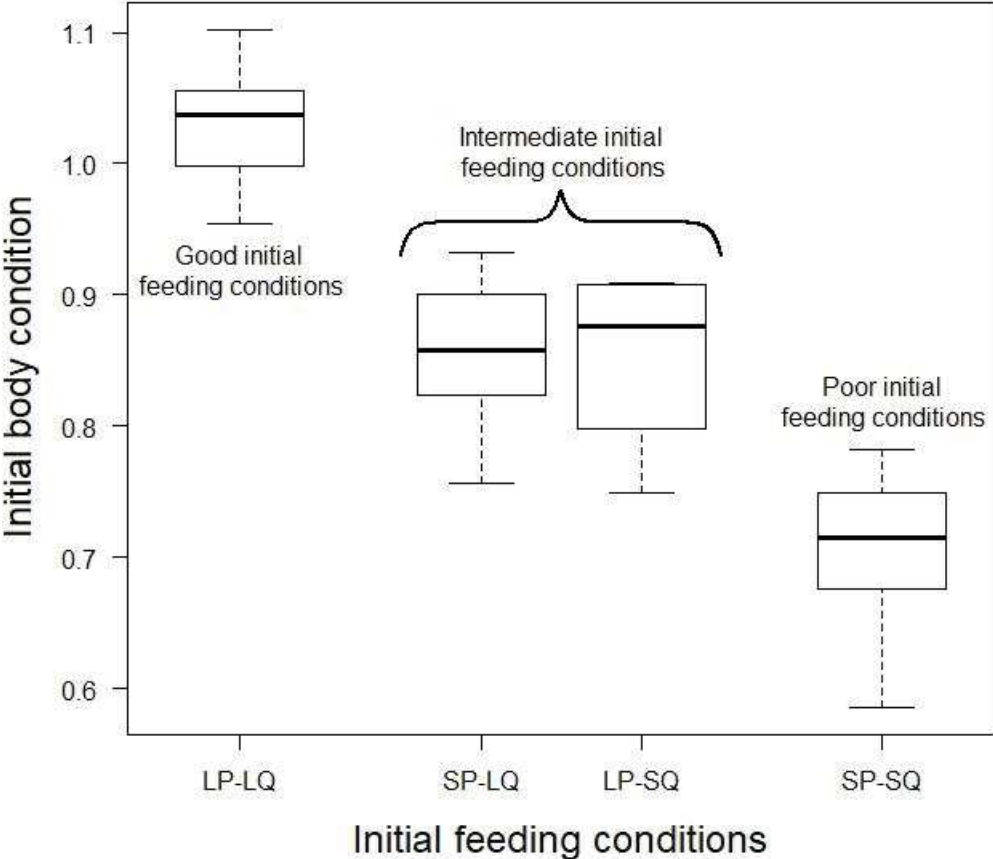 Initial body condition
1.1
1.0
0.9
0.8
0.7
0.6
Good initial
feeding conditions
Intermediate initial
feeding conditions
Poor initial
feeding conditions
LP-LQ
SP-LQ
LP-SQ
SP-SQ
Initial feeding conditions